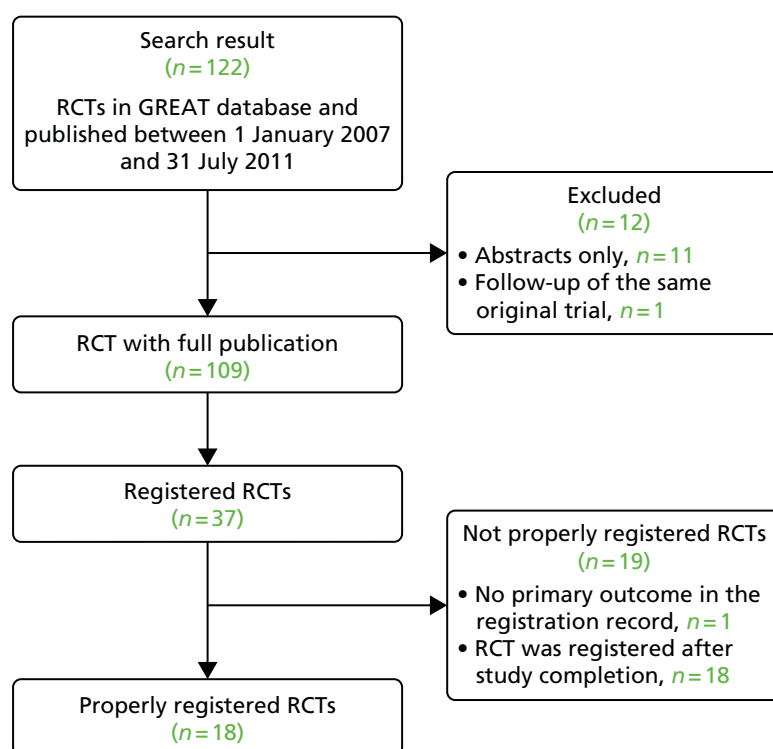 Search result
(n=122)
RCTs in GREAT database and
published between 1 January 2007
and 31 July 2011
Excluded
(n=12)
• Abstracts only, n=11
• Follow-up of the same
original trial, n=1
RCT with full publication
(n=109)
Registered RCTs
(n=37)
Not properly registered RCTs
(n=19)
• No primary outcome in the
registration record, n=1
• RCT was registered after
study completion, n=18
Properly registered RCTs
(n=18)